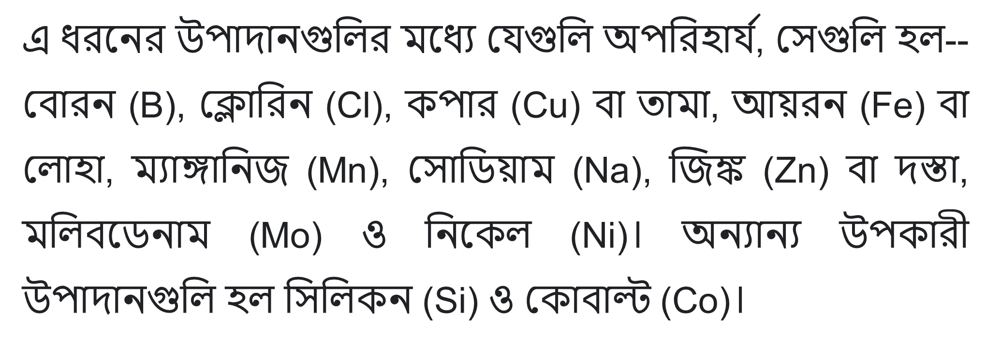 এ ধরনের উপাদানগুলির মধ্যে যেগুলি অপরিহার্য, সেগুলি হল--
বোরন (B), ক্লোরিন (Cl), কপার (Cu) বা তামা, আয়রন (Fe) বা
লোহা, ম্যাঙ্গানিজ (Mn), সোডিয়াম (Na), জিঙ্ক (Zn) বা দস্তা,
মলিবডেনাম (Mo) ও নিকেল (Ni)। অন্যান্য উপকারী
উপাদানগুলি হল সিলিকন (Si) ও কোবাল্ট (Co)।